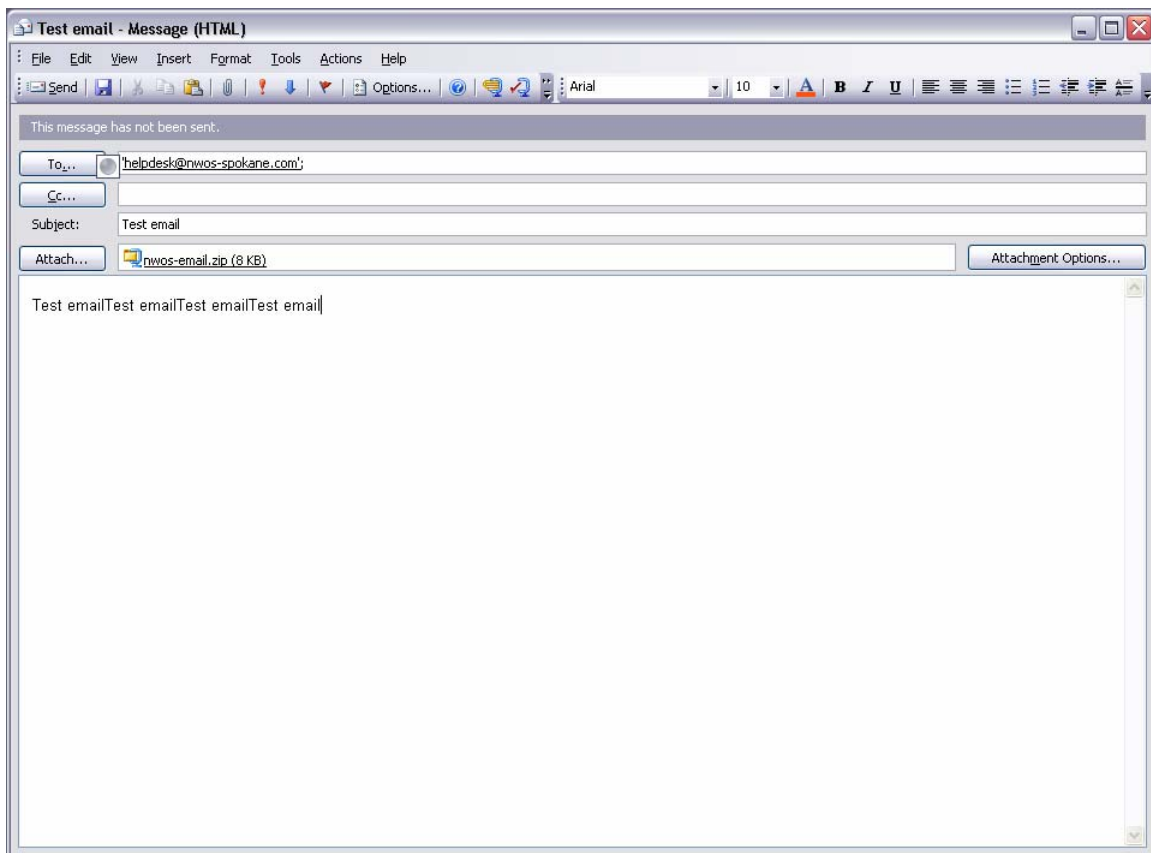 Test email - Message (HTML)
File Edit View Insert Format Tools Actions Help
Send Options... Arial 10 A B I U
This message has not been sent.
To... 'helpdesk@nwos-spokane.com';
Cc...
Subject: Test email
Attach... nwos-email.zip (8 KB) Attachment Options...
Test emailTest emailTest emailTest email